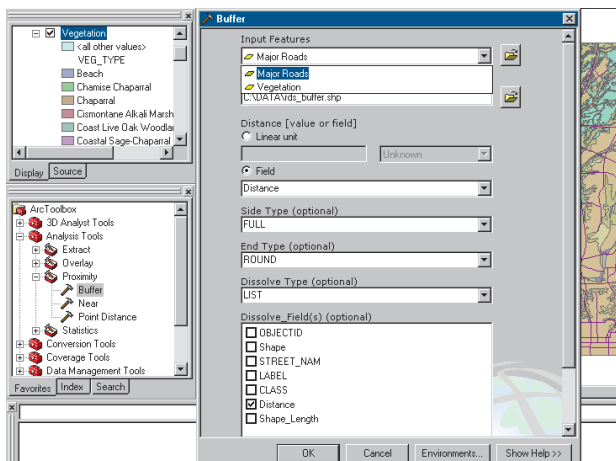 Vegetation
<all other values>
VEG_TYPE
Beach
Chamise Chaparral
Chaparral
Cismontane Alkali Marsh
Coast Live Oak Woodla
Coastal Sage-Chaparral
Display
Source
ArcToolbox
3D Analyst Tools
Analysis Tools
Extract
Overlay
Proximity
Buffer
Near
Point Distance
Statistics
Conversion Tools
Coverage Tools
Data Management Tools
Favorites
Index
Search
Buffer
Input Features
Major Roads
Major Roads
Vegetation
C:\DATA\rds_buffer.shp
Distance [value or field]
Linear unit
Unknown
Field
Distance
Side Type (optional)
FULL
End Type (optional)
ROUND
Dissolve Type (optional)
LIST
Dissolve_Field(s) (optional)
OBJECTID
Shape
STREET_NAM
LABEL
CLASS
Distance
Shape_Length
OK
Cancel
Environments...
Show Help >>